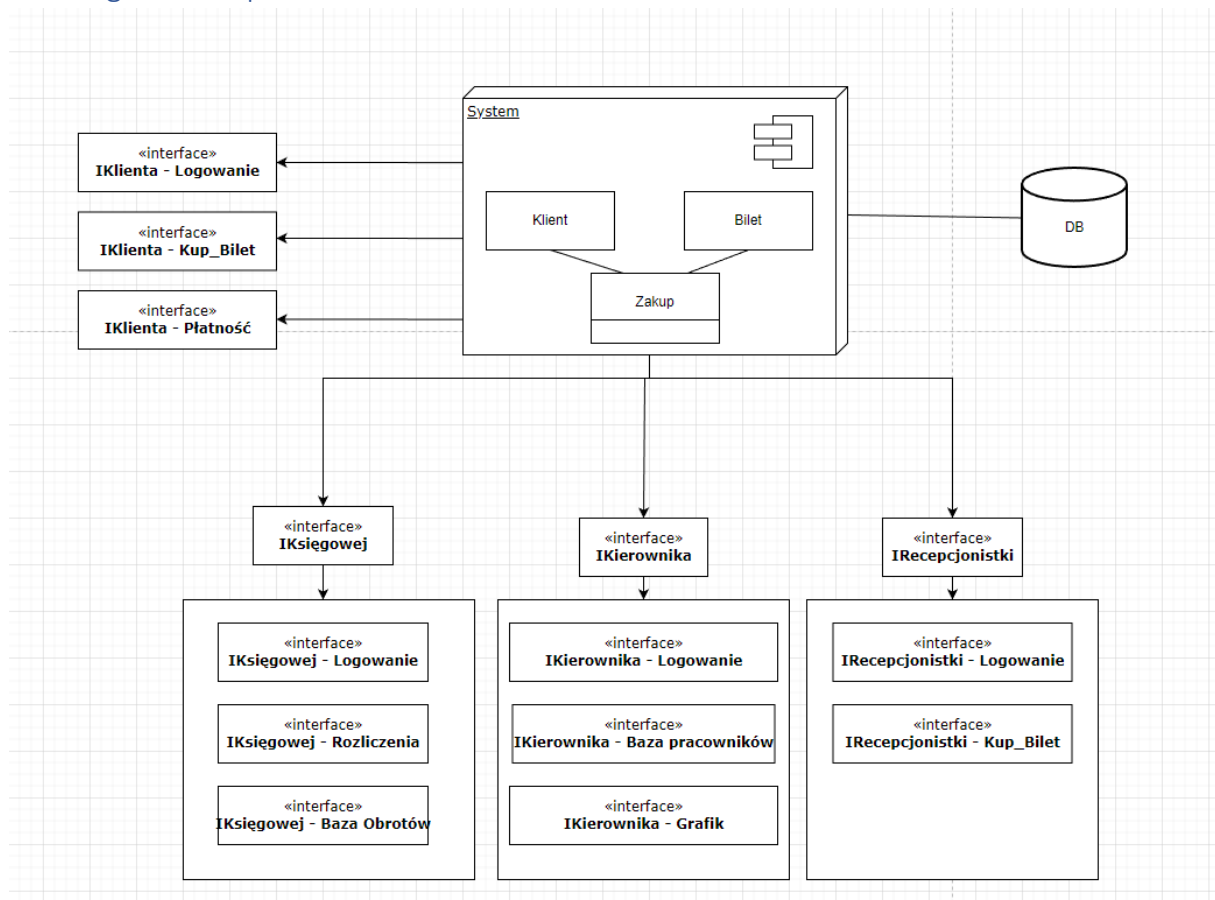 System
«interface»
IKlienta - Logowanie
«interface»
IKlienta - Kup_Bilet
«interface»
IKlienta - Płatność
Klient
Bilet
Zakup
DB
«interface»
IKsięgowej
«interface»
IKierownika
«interface»
IRecepcjonistki
«interface»
IKsięgowej - Logowanie
«interface»
IKsięgowej - Rozliczenia
«interface»
IKsięgowej - Baza Obrotów
«interface»
IKierownika - Logowanie
«interface»
IKierownika - Baza pracowników
«interface»
IKierownika - Grafik
«interface»
IRecepcjonistki - Logowanie
«interface»
IRecepcjonistki - Kup_Bilet